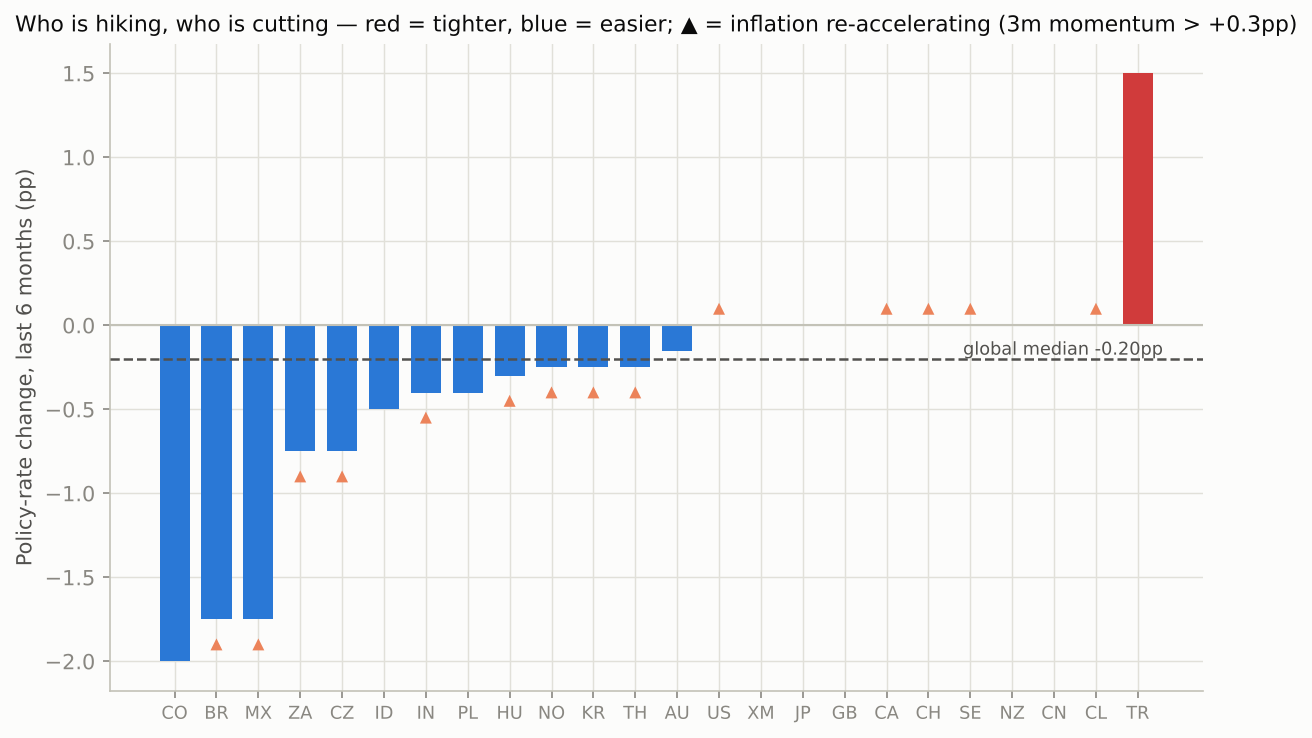 Who is hiking, who is cutting — red = tighter, blue = easier; ▲ = inflation re-accelerating (3m momentum > +0.3pp)
Policy-rate change, last 6 months (pp)
1.5
1.0
0.5
0.0
−0.5
−1.0
−1.5
−2.0
global median -0.20pp
CO BR MX ZA CZ ID IN PL HU NO KR TH AU US XM JP GB CA CH SE NZ CN CL TR